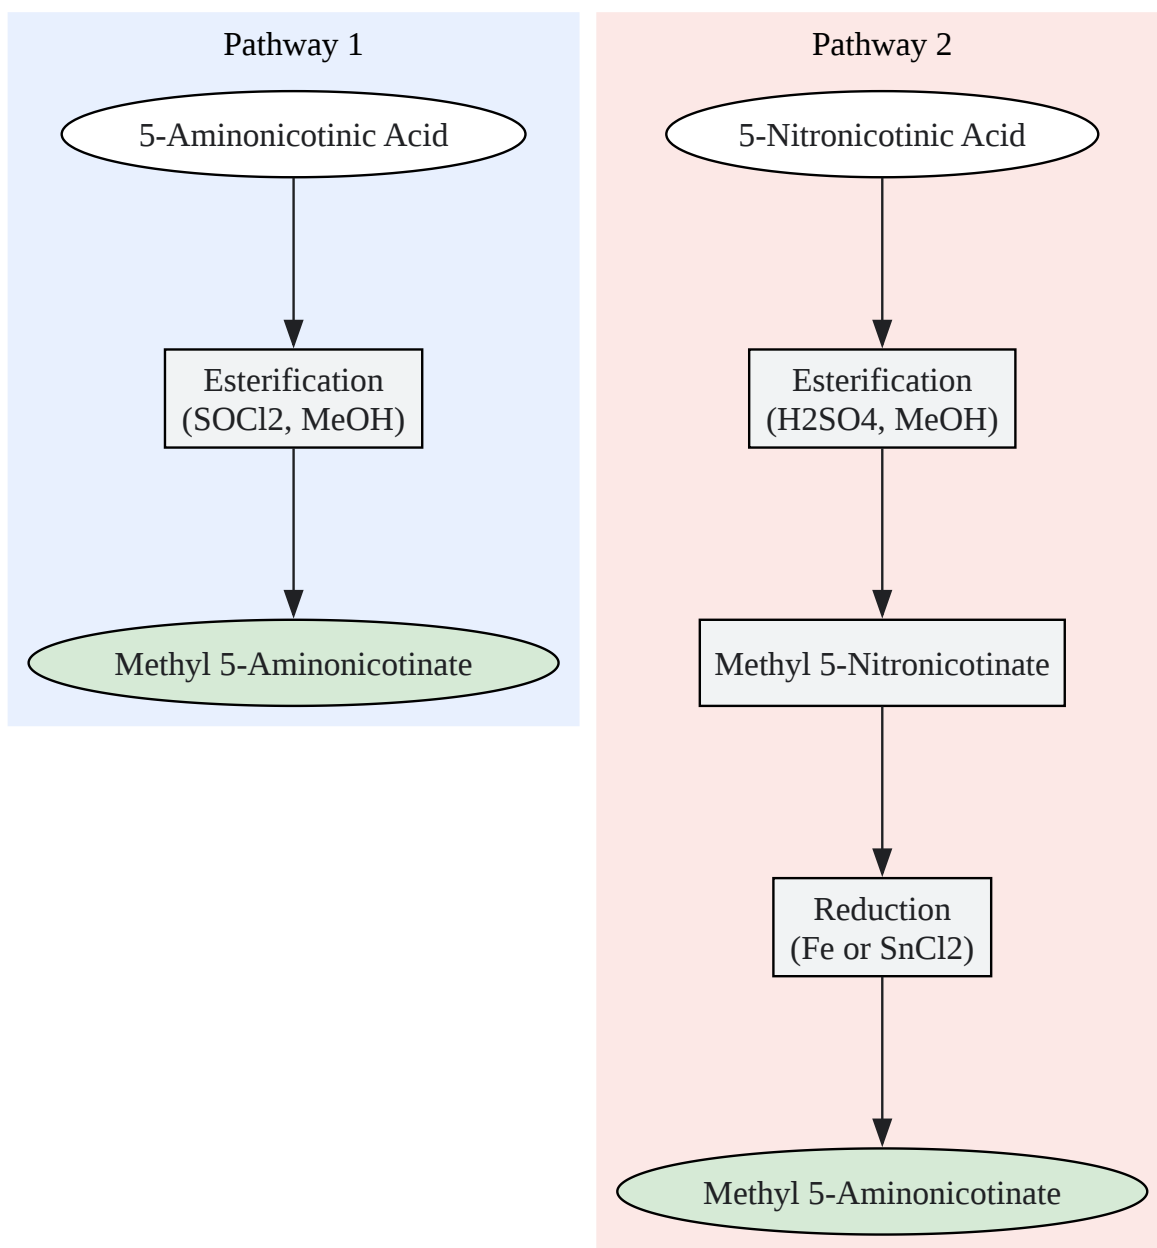 Pathway 1
5-Aminonicotinic Acid
Esterification
(SOCl2, MeOH)
Methyl 5-Aminonicotinate
Pathway 2
5-Nitronicotinic Acid
Esterification
(H2SO4, MeOH)
Methyl 5-Nitronicotinate
Reduction
(Fe or SnCl2)
Methyl 5-Aminonicotinate